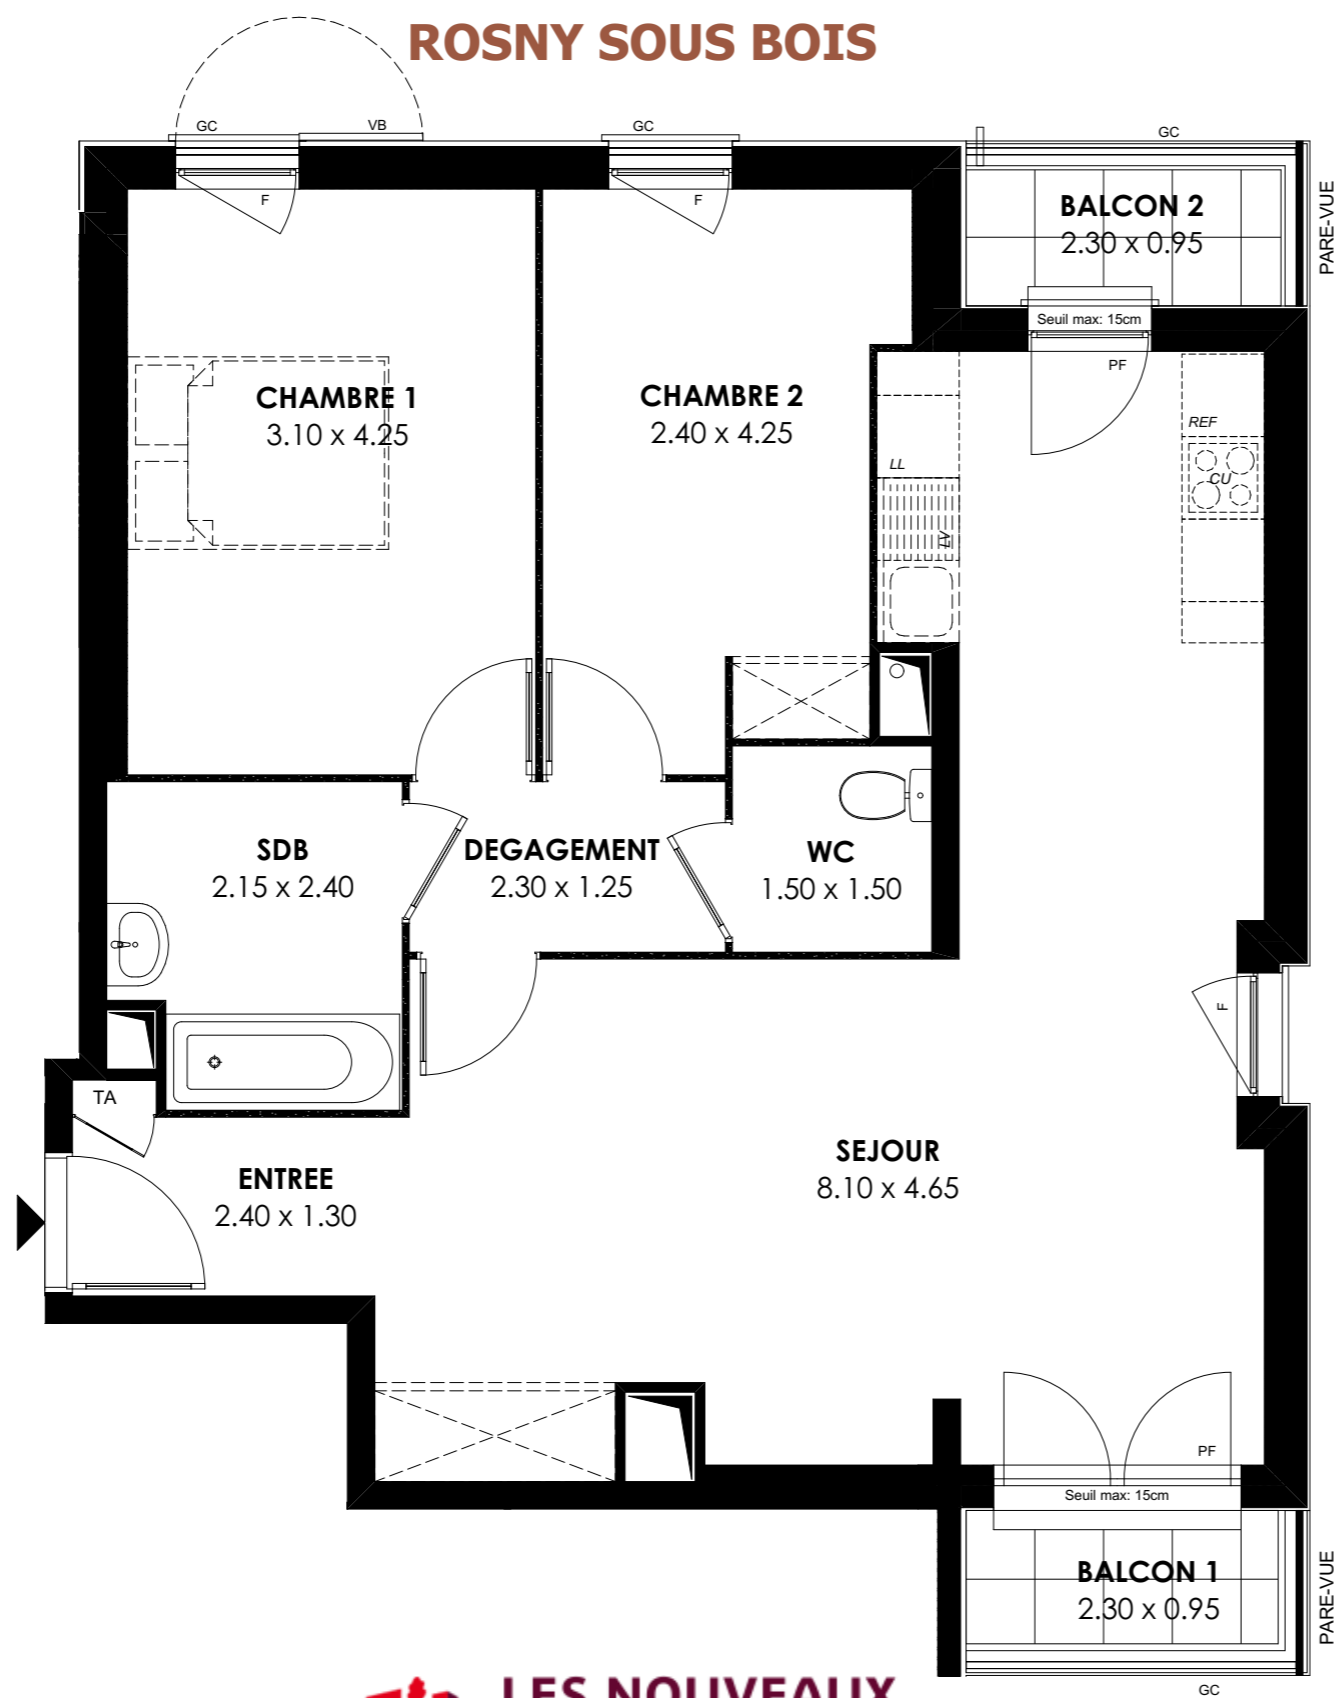 ROSNY SOUS BOIS
GC
VB
GC
GC
F
F
BALCON 2
2.30 x 0.95
PARE-VUE
Seuil max: 15cm
PF
CHAMBRE 1
3.10 x 4.25
CHAMBRE 2
2.40 x 4.25
REF
LL
CU
LV
SDB
2.15 x 2.40
DEGAGEMENT
2.30 x 1.25
WC
1.50 x 1.50
F
TA
ENTREE
2.40 x 1.30
SEJOUR
8.10 x 4.65
PF
Seuil max: 15cm
BALCON 1
2.30 x 0.95
PARE-VUE
GC
LES NOUVEAUX